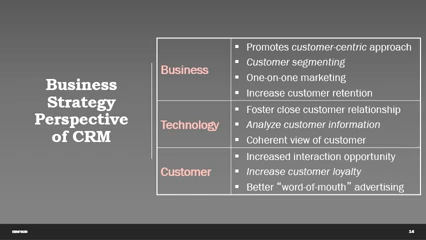 Business
Strategy
Perspective
of CRM
Business
▪ Promotes customer-centric approach
▪ Customer segmenting
▪ One-on-one marketing
▪ Increase customer retention
Technology
▪ Foster close customer relationship
▪ Analyze customer information
▪ Coherent view of customer
Customer
▪ Increased interaction opportunity
▪ Increase customer loyalty
▪ Better “word-of-mouth” advertising
14